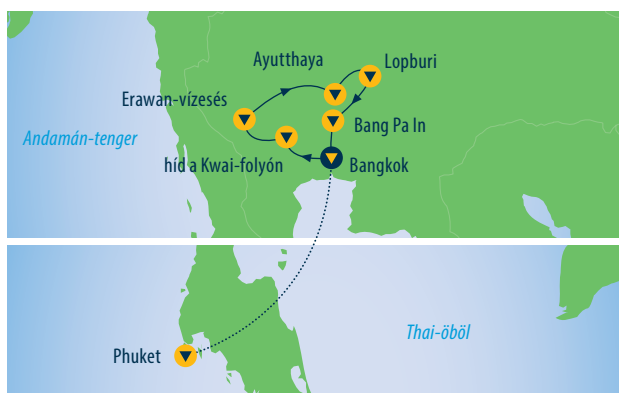 Ayutthaya
Lopburi
Erawan-vízesés
Bang Pa In
Andamán-tenger
híd a Kwai-folyón
Bangkok
Thai-öböl
Phuket